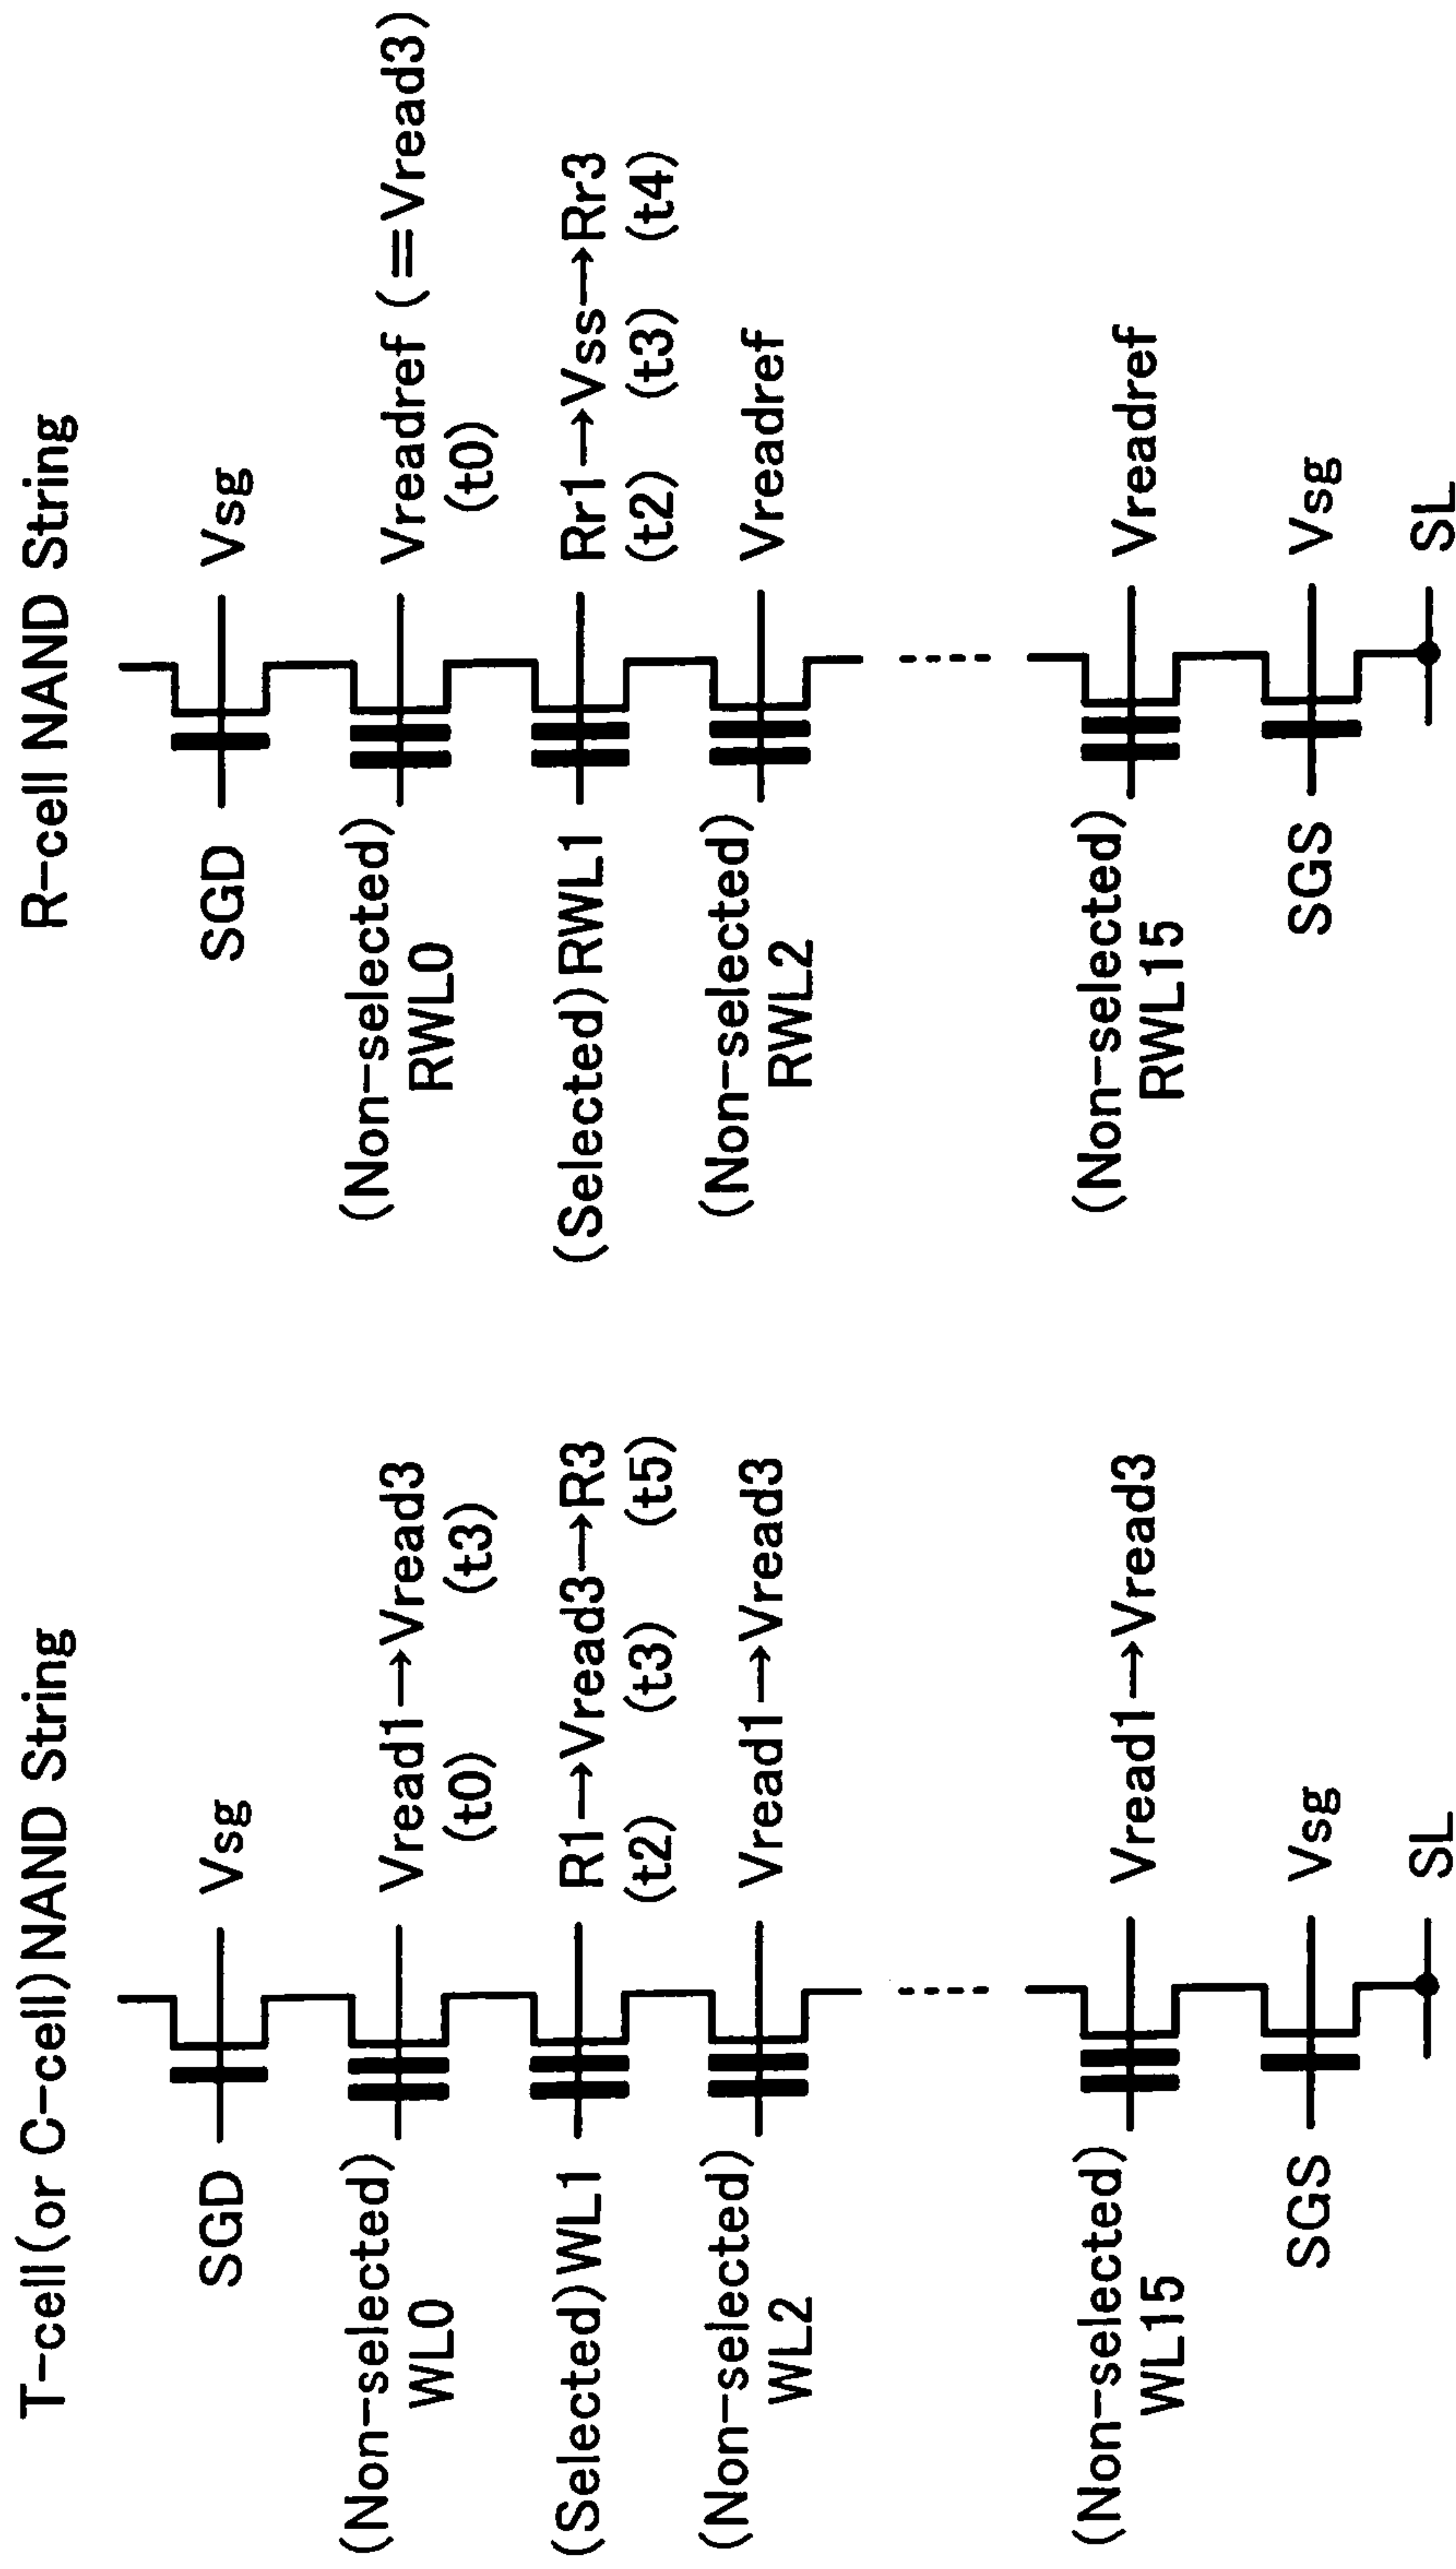 T-cell(or C-cell)NAND String
SGD Vsg
(Non-selected) Vread1→Vread3
WL0 (t0) (t3)
(Selected)WL1 R1→Vread3→R3
(t2) (t3) (t5)
(Non-selected) Vread1→Vread3
WL2
(Non-selected) Vread1→Vread3
WL15
SGS Vsg
SL
R-cell NAND String
SGD Vsg
(Non-selected) Vreadref (=Vread3)
RWL0 (t0)
(Selected)RWL1 Rr1→Vss→Rr3
(t2) (t3) (t4)
(Non-selected) Vreadref
RWL2
(Non-selected) Vreadref
RWL15
SGS Vsg
SL